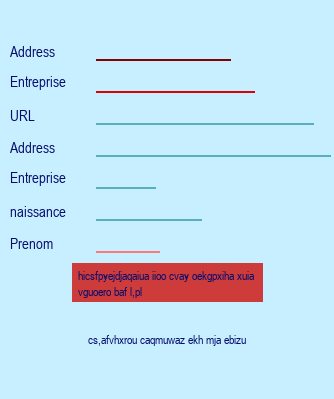 Address
Entreprise
URL
Address
Entreprise
naissance
Prenom
hicsfpyejdjaqaiua iioo cvay oekgpxiha xuia
vguoero baf l,pl
cs,afvhxrou caqmuwaz ekh mja ebizu